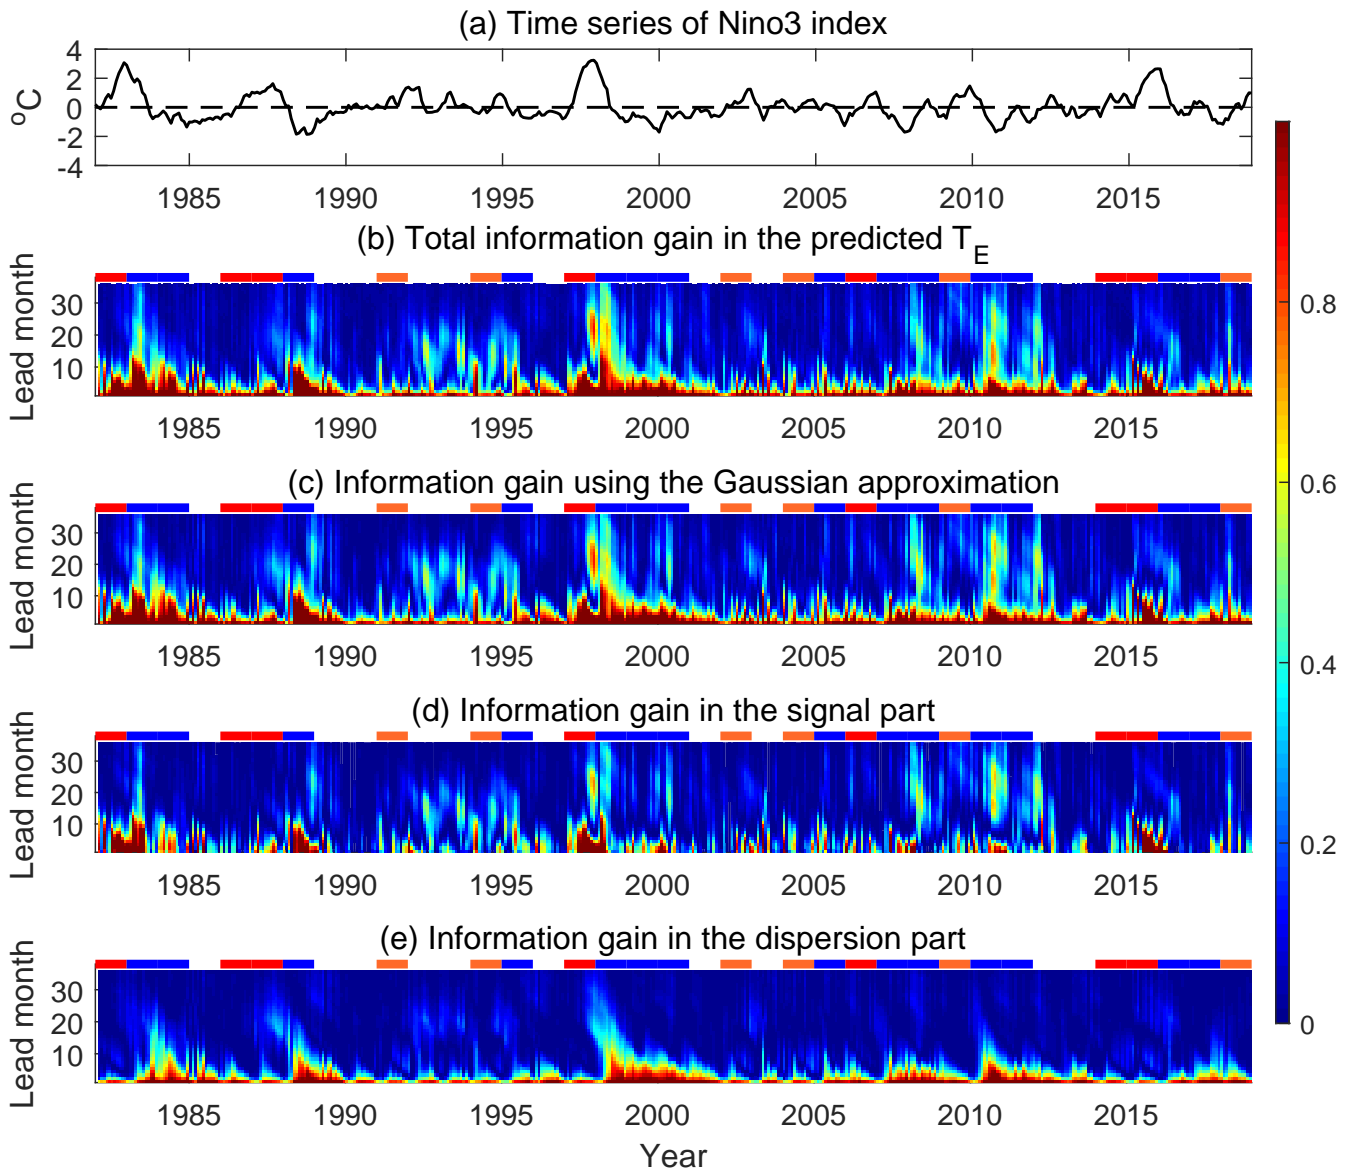 (a) Time series of Nino3 index
4
2
0
-2
-4
°C
1985 1990 1995 2000 2005 2010 2015
(b) Total information gain in the predicted T_E
Lead month
30
20
10
1985 1990 1995 2000 2005 2010 2015
(c) Information gain using the Gaussian approximation
Lead month
30
20
10
1985 1990 1995 2000 2005 2010 2015
(d) Information gain in the signal part
Lead month
30
20
10
1985 1990 1995 2000 2005 2010 2015
(e) Information gain in the dispersion part
Lead month
30
20
10
1985 1990 1995 2000 2005 2010 2015
Year
0.8
0.6
0.4
0.2
0